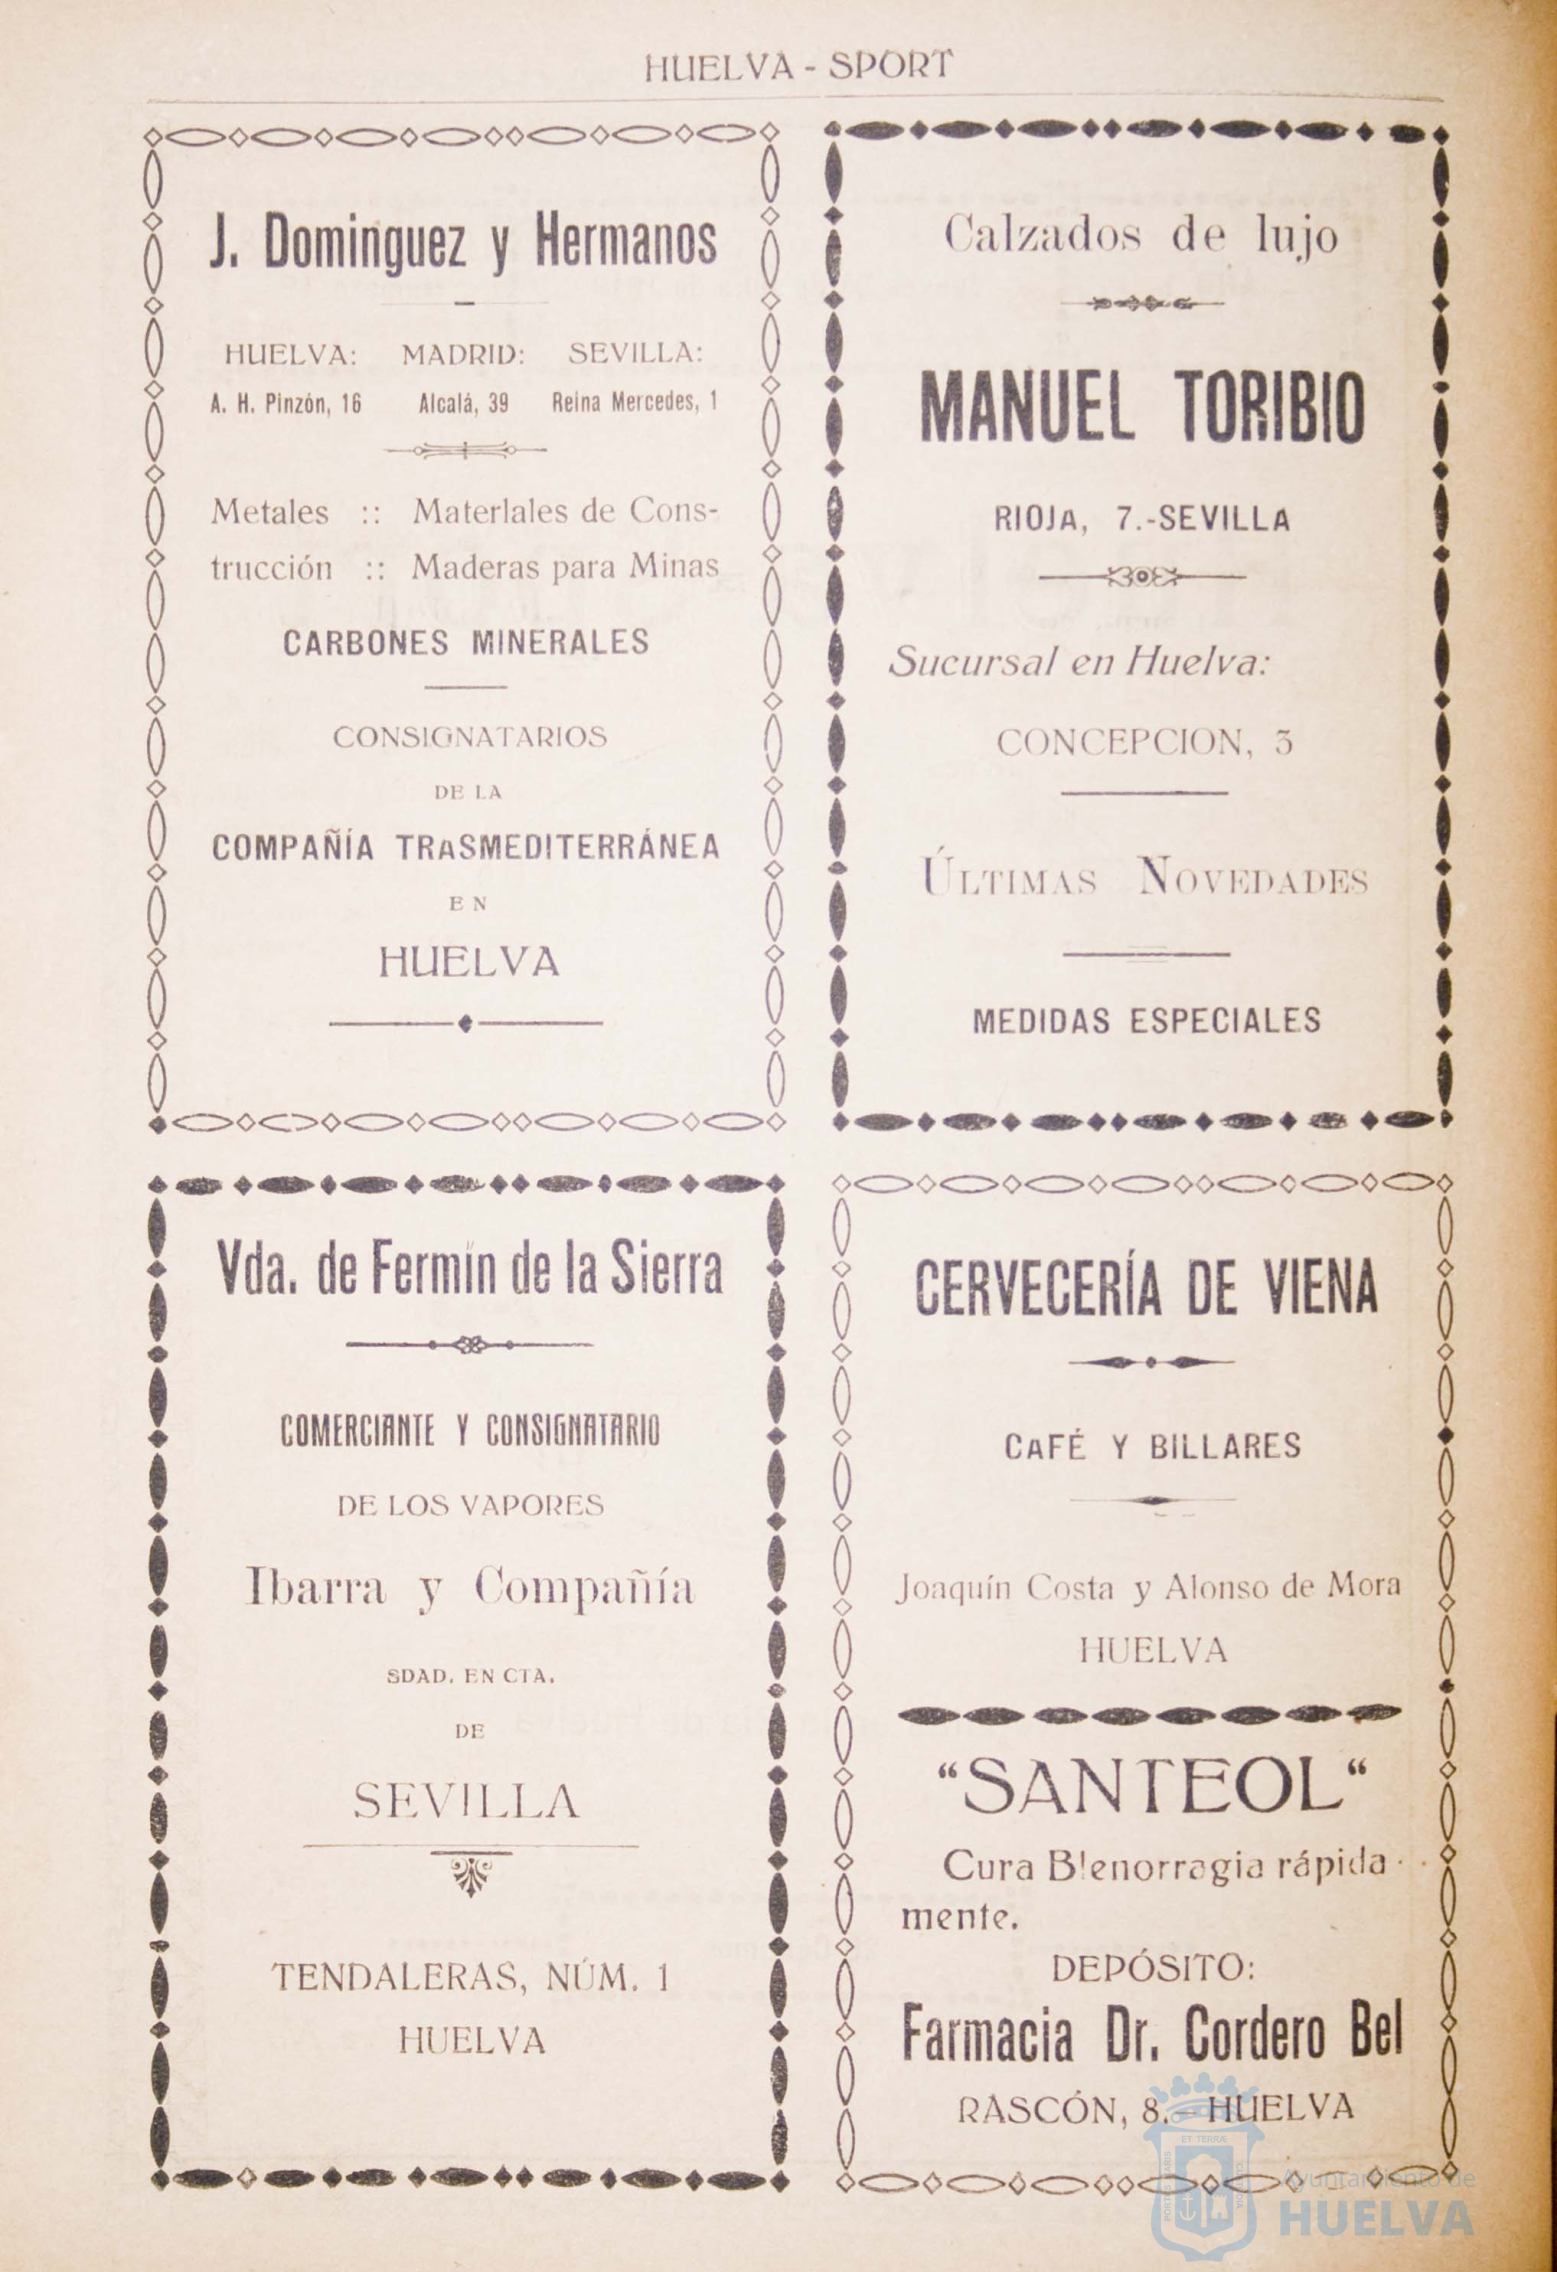 HUELVA - SPORT
J. Dominguez y Hermanos
HUELVA: MADRID: SEVILLA:
A. H. Pinzón, 16 Alcalá, 39 Reina Mercedes, 1
Metales :: Materlales de Cons-
trucción :: Maderas para Minas
CARBONES MINERALES
CONSIGNATARIOS
DE LA
COMPAÑÍA TRASMEDITERRÁNEA
EN
HUELVA
Calzados de lujo
MANUEL TORIBIO
RIOJA, 7.-SEVILLA
Sucursal en Huelva:
CONCEPCION, 3
ÚLTIMAS NOVEDADES
MEDIDAS ESPECIALES
Vda. de Fermín de la Sierra
COMERCIANTE Y CONSIGNATARIO
DE LOS VAPORES
Ibarra y Compañía
SDAD. EN CTA.
DE
SEVILLA
TENDALERAS, NÚM. 1
HUELVA
CERVECERÍA DE VIENA
CAFÉ Y BILLARES
Joaquín Costa y Alonso de Mora
HUELVA
"SANTEOL"
Cura Blenorragia rápida-
mente.
DEPÓSITO:
Farmacia Dr. Cordero Bel
RASCÓN, 8.—HUELVA
PORTUS MARIS
ET TERRÆ
CUSTODIA
Ayuntamiento de
HUELVA